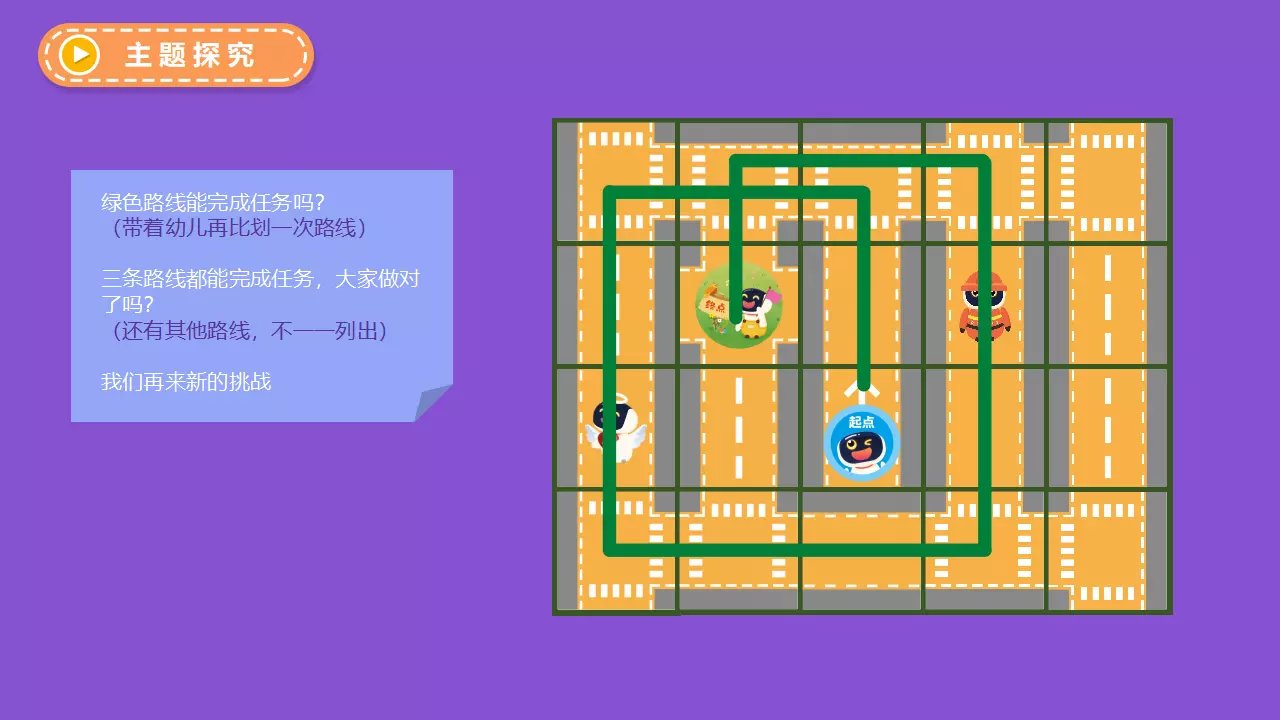 主题探究
绿色路线能完成任务吗？
（带着幼儿再比划一次路线）
三条路线都能完成任务，大家做对
了吗？
（还有其他路线，不一一列出）
我们再来新的挑战
终点
起点